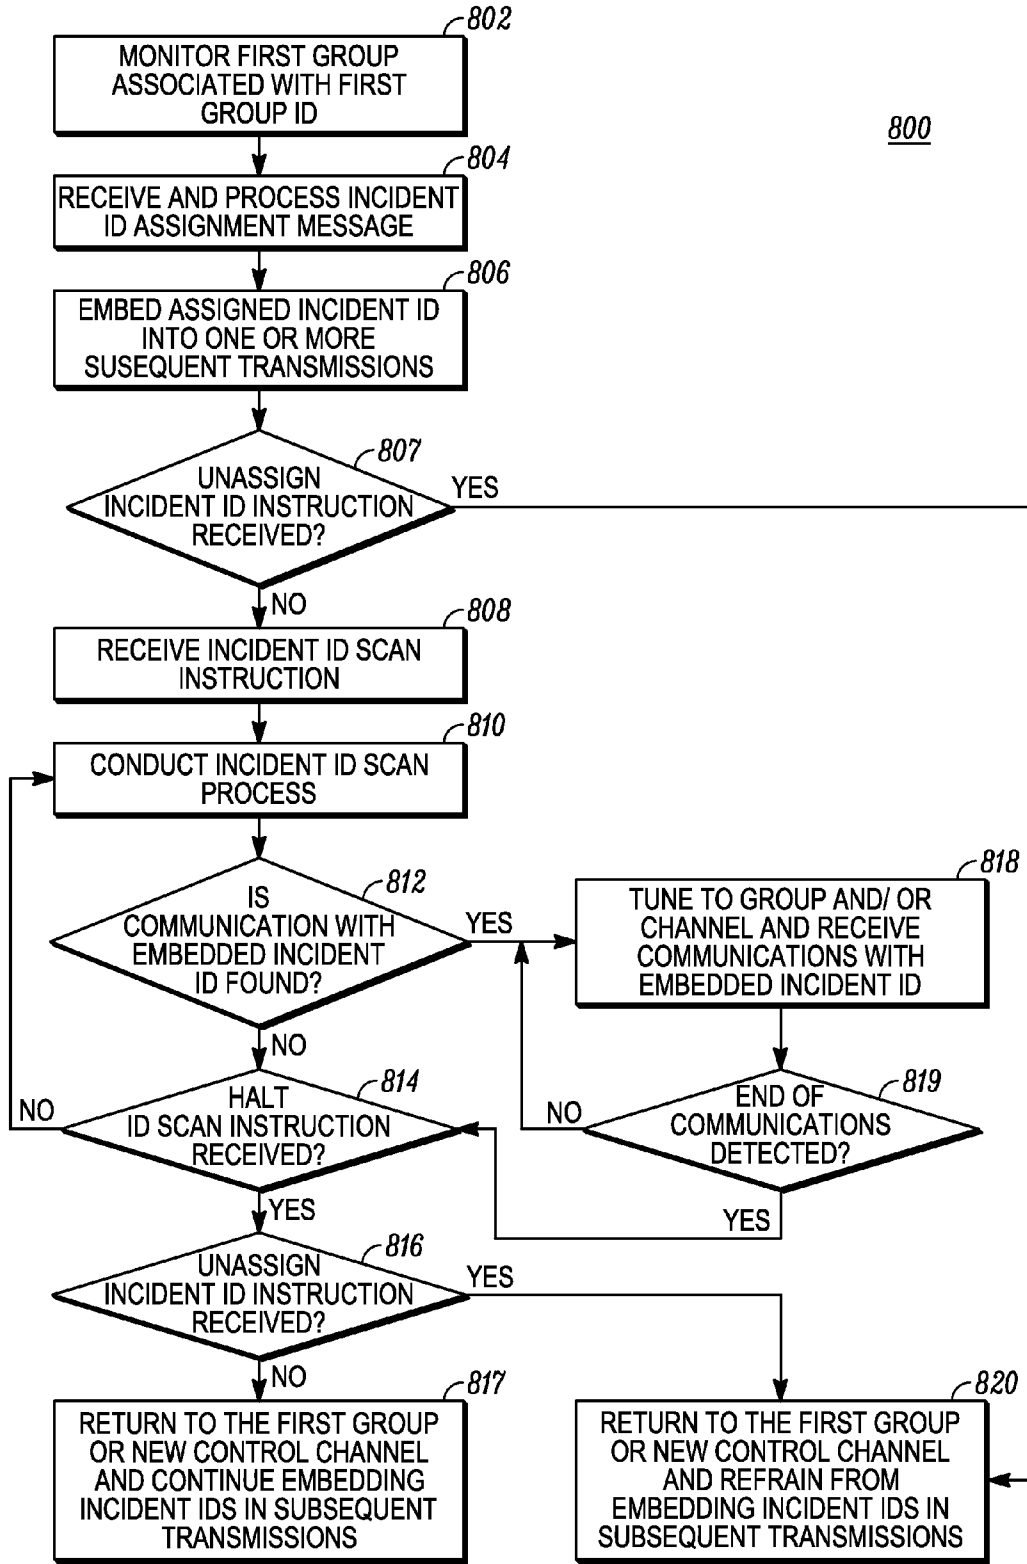 802
MONITOR FIRST GROUP
ASSOCIATED WITH FIRST
GROUP ID
800
804
RECEIVE AND PROCESS INCIDENT
ID ASSIGNMENT MESSAGE
806
EMBED ASSIGNED INCIDENT ID
INTO ONE OR MORE
SUSEQUENT TRANSMISSIONS
807
UNASSIGN
INCIDENT ID INSTRUCTION
RECEIVED?
YES
NO
808
RECEIVE INCIDENT ID SCAN
INSTRUCTION
810
CONDUCT INCIDENT ID SCAN
PROCESS
812
IS
COMMUNICATION WITH
EMBEDDED INCIDENT
ID FOUND?
YES
NO
818
TUNE TO GROUP AND/ OR
CHANNEL AND RECEIVE
COMMUNICATIONS WITH
EMBEDDED INCIDENT ID
814
HALT
ID SCAN INSTRUCTION
RECEIVED?
NO
YES
819
END OF
COMMUNICATIONS
DETECTED?
NO
YES
816
UNASSIGN
INCIDENT ID INSTRUCTION
RECEIVED?
YES
NO
817
RETURN TO THE FIRST GROUP
OR NEW CONTROL CHANNEL
AND CONTINUE EMBEDDING
INCIDENT IDS IN SUBSEQUENT
TRANSMISSIONS
820
RETURN TO THE FIRST GROUP
OR NEW CONTROL CHANNEL
AND REFRAIN FROM
EMBEDDING INCIDENT IDS IN
SUBSEQUENT TRANSMISSIONS